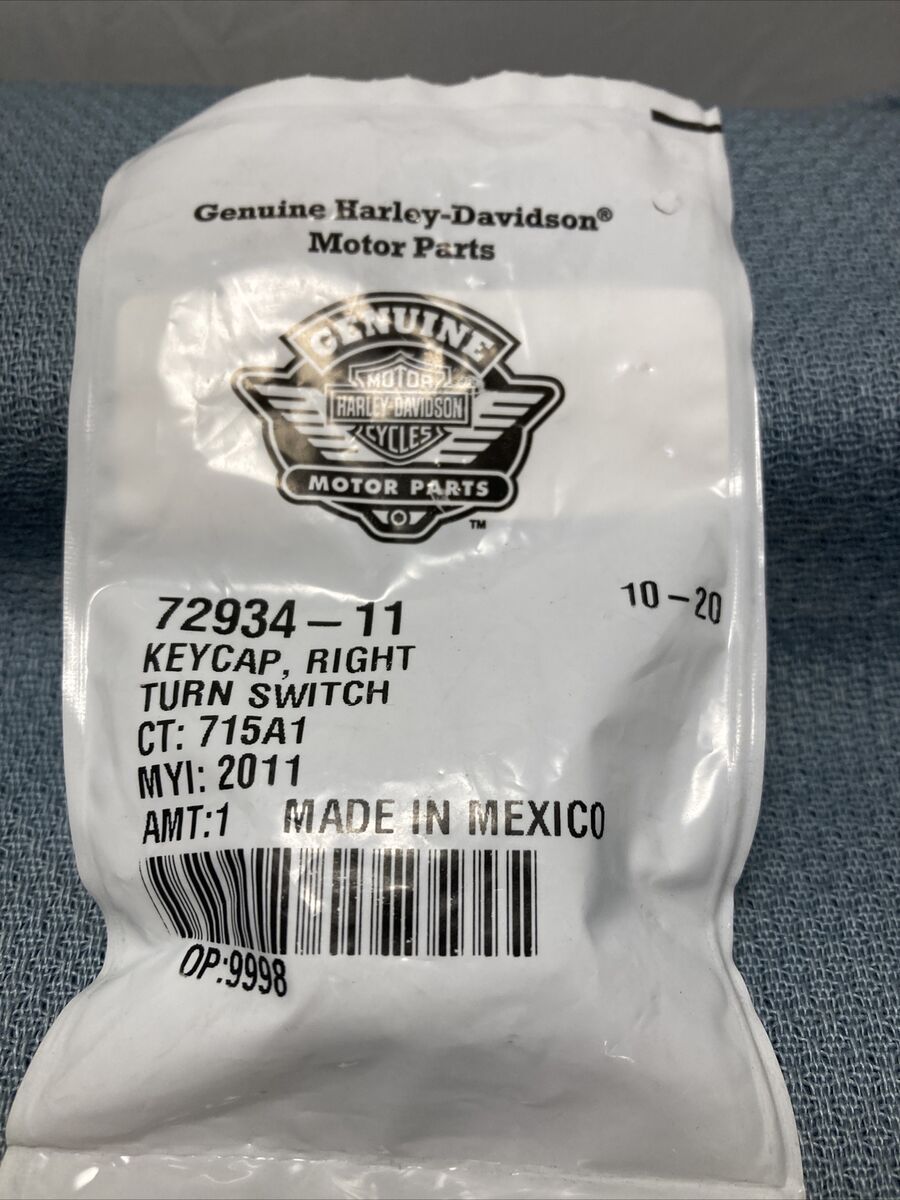 Genuine Harley-Davidson®
Motor Parts
GENUINE
MOTOR
HARLEY-DAVIDSON
CYCLES
MOTOR PARTS
™
72934-11
10-20
KEYCAP, RIGHT
TURN SWITCH
CT: 715A1
MYI: 2011
AMT:1 MADE IN MEXICO
OP:9998